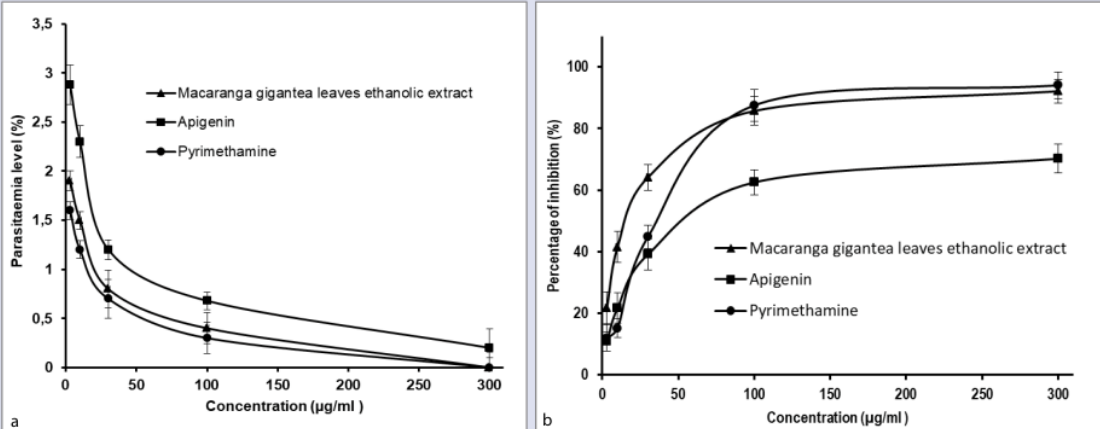 3,5
3
2,5
2
1,5
1
0,5
0
Parasitaemia level (%)
Macaranga gigantea leaves ethanolic extract
Apigenin
Pyrimethamine
0 50 100 150 200 250 300
Concentration (µg/ml )
a
100
80
60
40
20
0
Percentage of inhibition (%)
Macaranga gigantea leaves ethanolic extract
Apigenin
Pyrimethamine
0 50 100 150 200 250 300
Concentration (µg/ml )
b